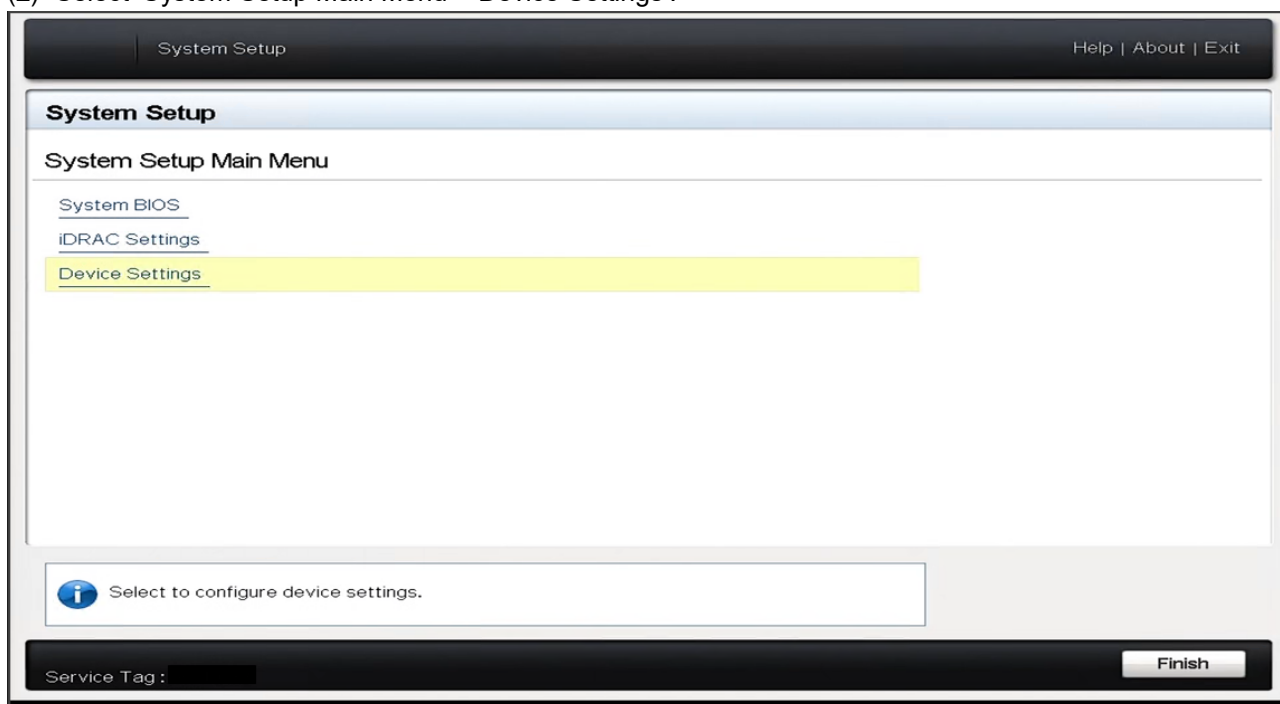 System Setup
Help | About | Exit
System Setup
System Setup Main Menu
System BIOS
iDRAC Settings
Device Settings
Select to configure device settings.
Service Tag :
Finish